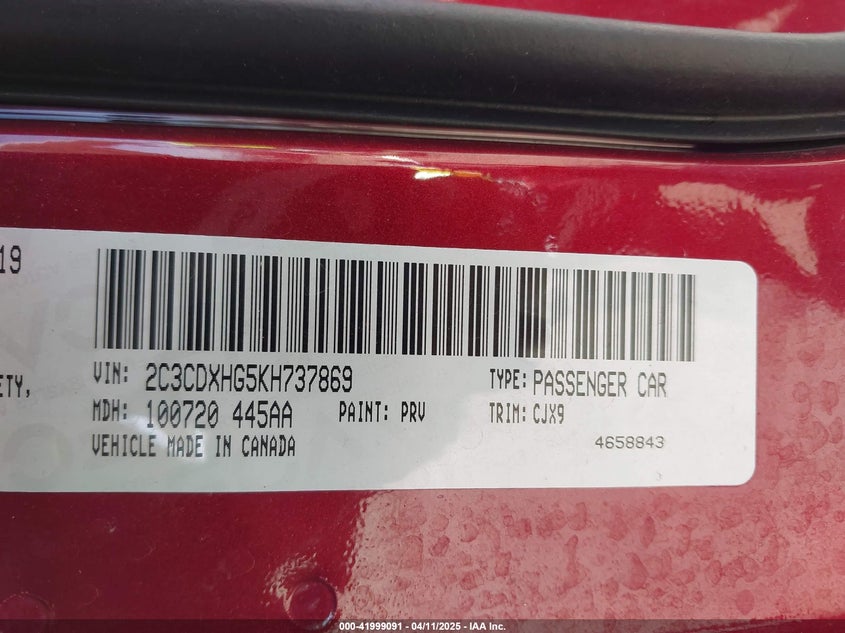 19
ETY,
VIN: 2C3CDXHG5KH737869 TYPE: PASSENGER CAR
MDH: 100720 445AA PAINT: PRV TRIM: CJX9
VEHICLE MADE IN CANADA 4658843
000-41999091 - 04/11/2025 - IAA Inc.